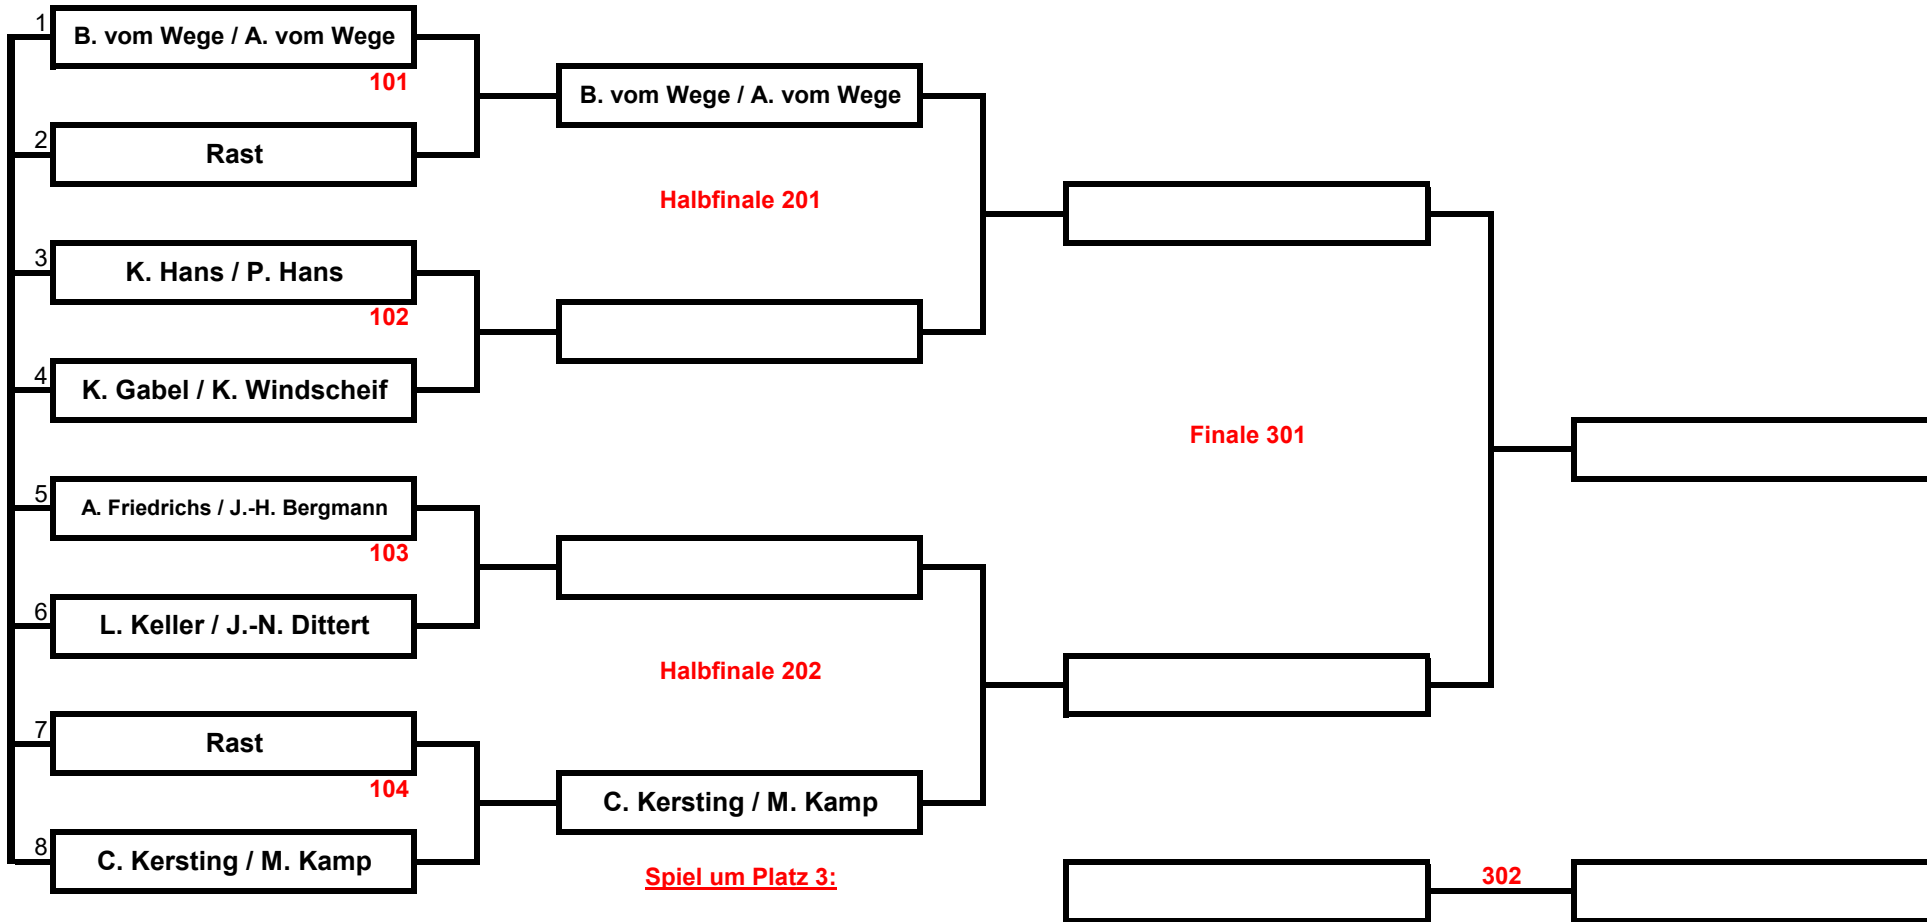 1
B. vom Wege / A. vom Wege
101
2
Rast
3
K. Hans / P. Hans
102
4
K. Gabel / K. Windscheif
5
A. Friedrichs / J.-H. Bergmann
103
6
L. Keller / J.-N. Dittert
7
Rast
104
8
C. Kersting / M. Kamp
B. vom Wege / A. vom Wege
Halbfinale 201
Halbfinale 202
C. Kersting / M. Kamp
Finale 301
Spiel um Platz 3:
302